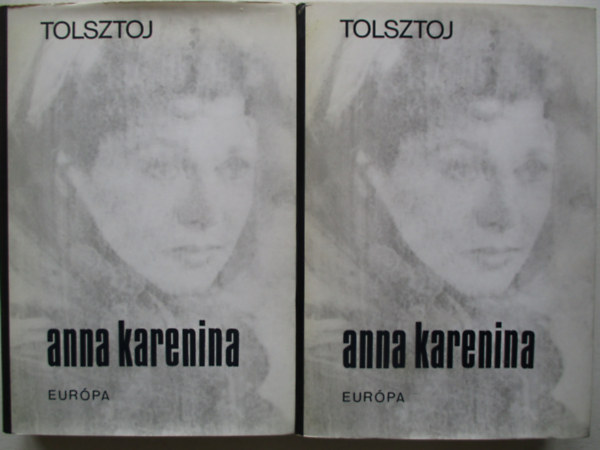 TOLSZTOJ
anna karenina
EURÓPA
TOLSZTOJ
anna karenina
EURÓPA